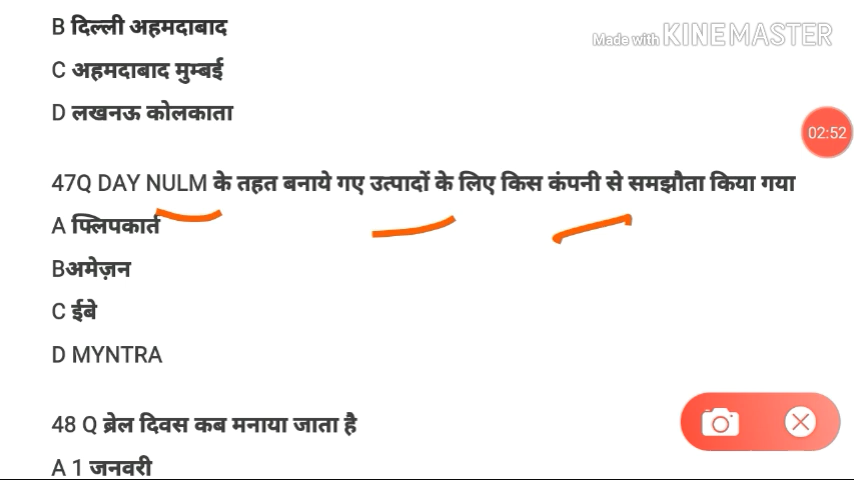 B दिल्ली अहमदाबाद
Made with KINEMASTER
C अहमदाबाद मुम्बई
D लखनऊ कोलकाता
02:52
47Q DAY NULM के तहत बनाये गए उत्पादों के लिए किस कंपनी से समझौता किया गया
A फ्लिपकार्त
Bअमेज़न
C ईबे
D MYNTRA
48 Q ब्रेल दिवस कब मनाया जाता है
A 1 जनवरी